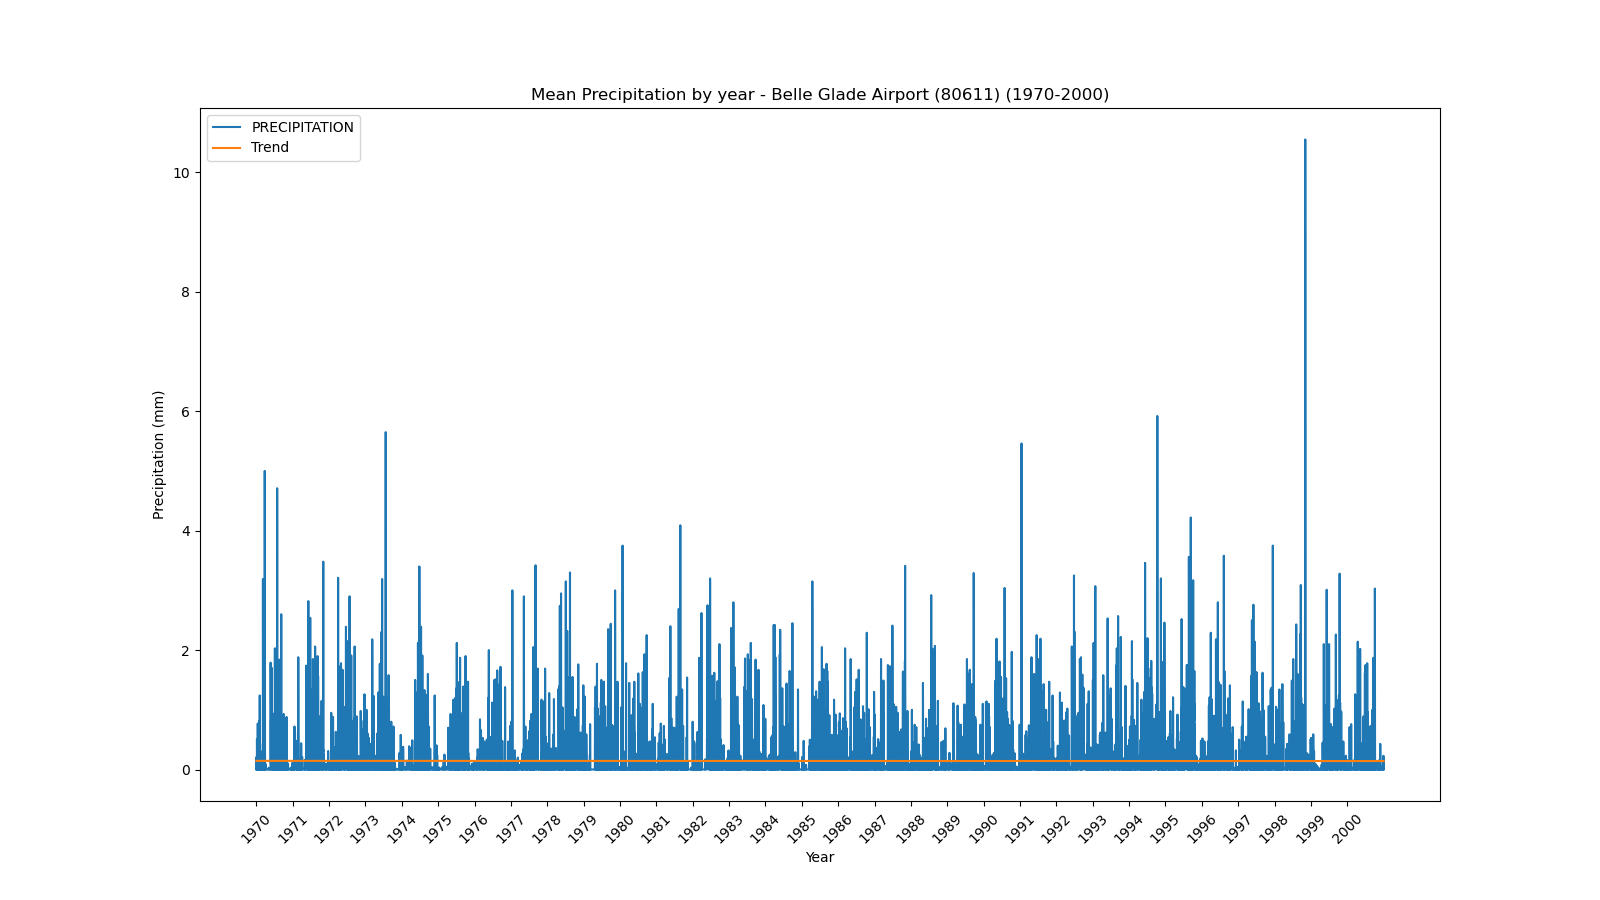 Mean Precipitation by year - Belle Glade Airport (80611) (1970-2000)
PRECIPITATION
Trend
10
8
6
4
2
0
Precipitation (mm)
1970 1971 1972 1973 1974 1975 1976 1977 1978 1979 1980 1981 1982 1983 1984 1985 1986 1987 1988 1989 1990 1991 1992 1993 1994 1995 1996 1997 1998 1999 2000
Year